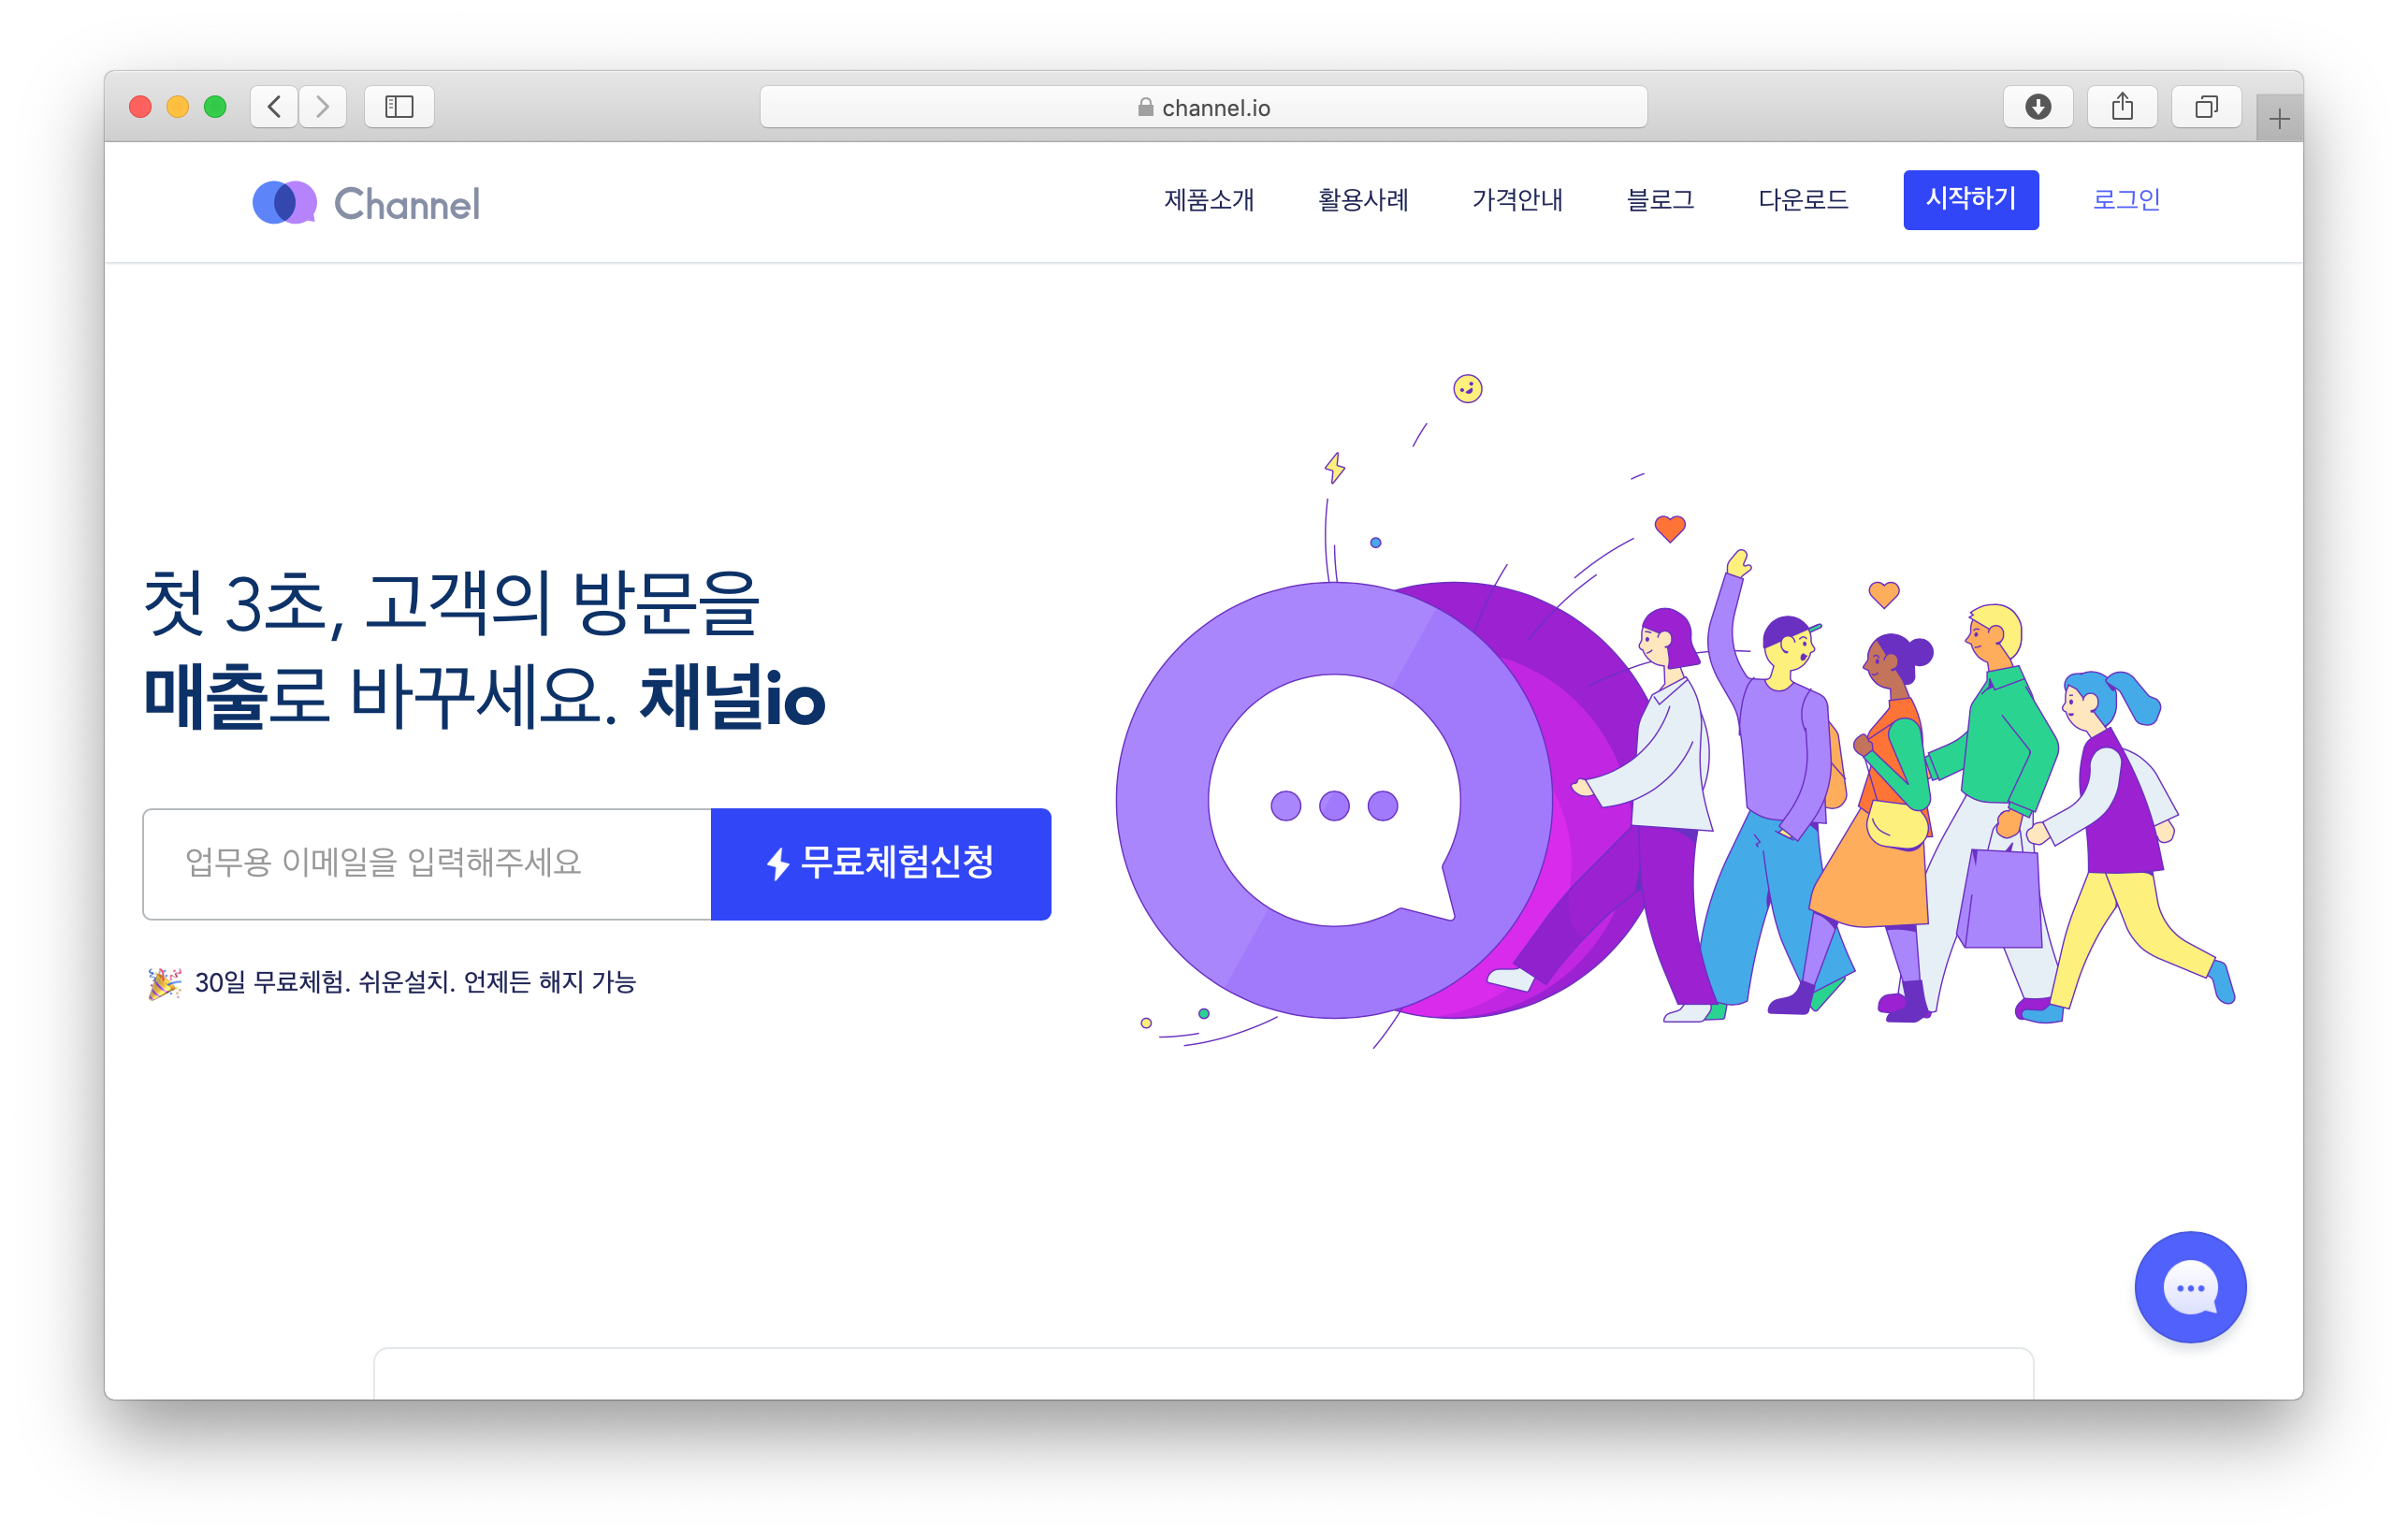 channel.io
Channel
제품소개
활용사례
가격안내
블로그
다운로드
시작하기
로그인
첫 3초, 고객의 방문을
매출로 바꾸세요. 채널io
업무용 이메일을 입력해주세요
무료체험신청
30일 무료체험. 쉬운설치. 언제든 해지 가능